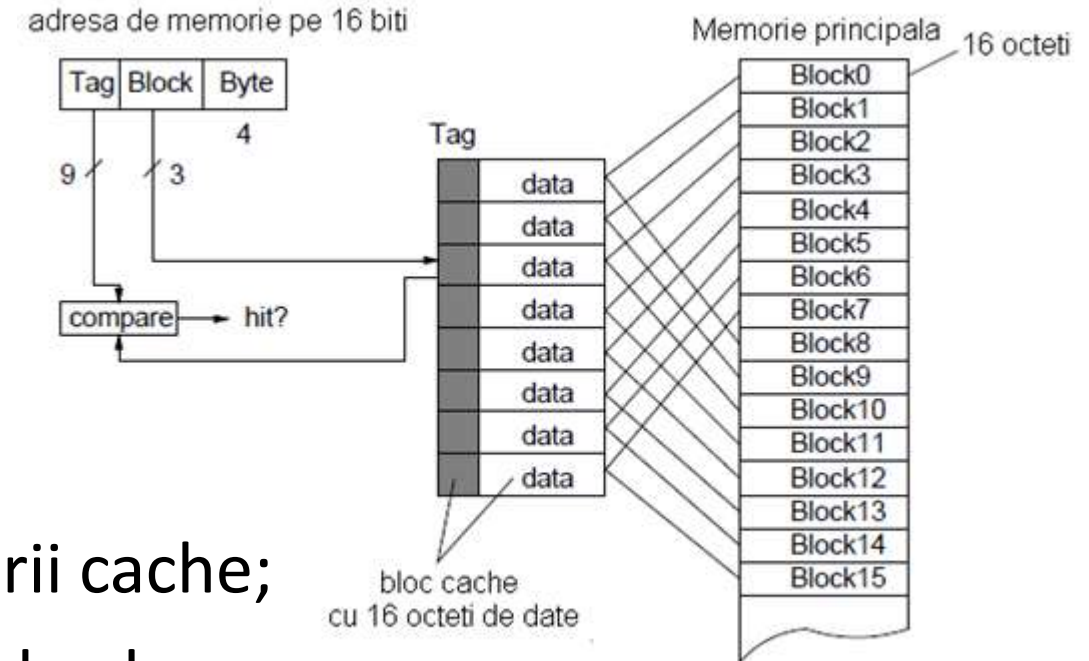 adresa de memorie pe 16 biti
Tag Block Byte
4
9
3
compare
hit?
Tag
data
data
data
data
data
data
data
data
bloc cache
cu 16 octeti de date
Memorie principala
16 octeti
Block0
Block1
Block2
Block3
Block4
Block5
Block6
Block7
Block8
Block9
Block10
Block11
Block12
Block13
Block14
Block15
rii cache;